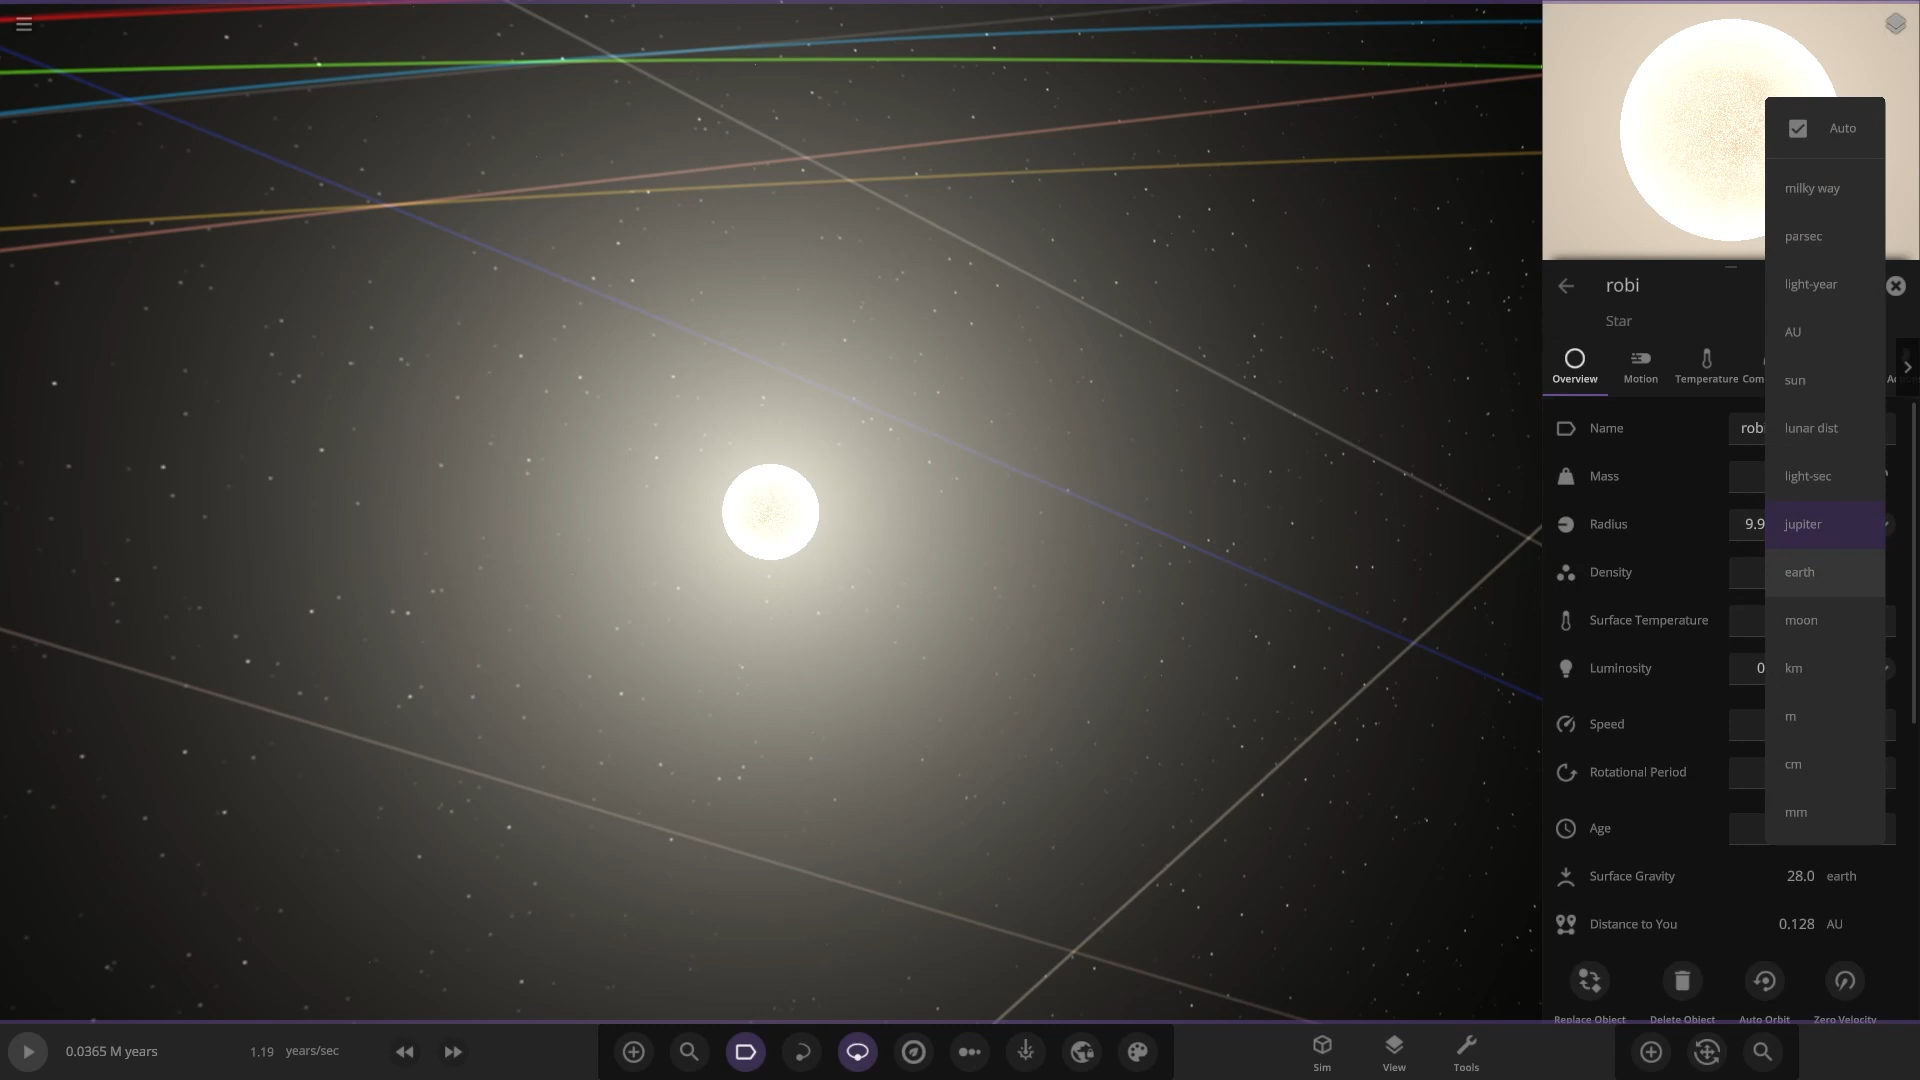 Auto
milky way
parsec
light-year
AU
sun
lunar dist
light-sec
jupiter
earth
moon
km
m
cm
mm
robi
Star
Overview
Motion
Temperature
Name
Mass
Radius 9.9
Density
Surface Temperature
Luminosity 0
Speed
Rotational Period
Age
Surface Gravity 28.0 earth
Distance to You 0.128 AU
Replace Object
Delete Object
Auto Orbit
Zero Velocity
0.0365 M years
1.19 years/sec
Sim
View
Tools